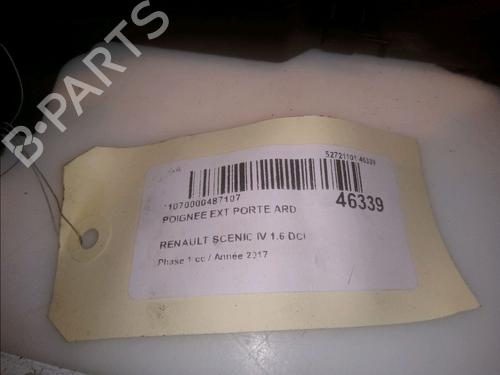 B-PARTS
52721101 46339
*1070000487107
46339
POIGNEE EXT PORTE ARD
RENAULT SCENIC IV 1.6 DCI
Phase 1 cc / Année 2017